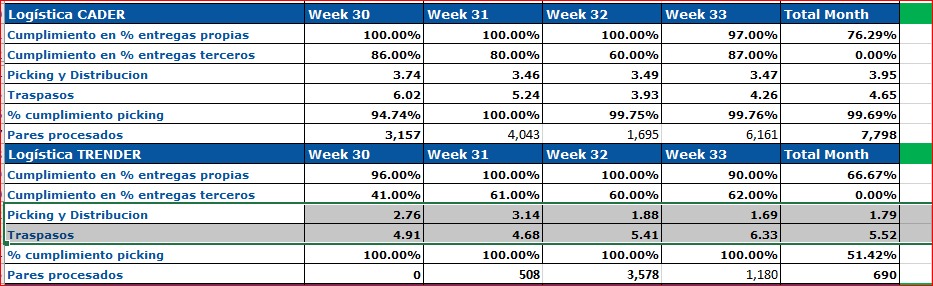 Logística CADER Week 30 Week 31 Week 32 Week 33 Total Month
Cumplimiento en % entregas propias 100.00% 100.00% 100.00% 97.00% 76.29%
Cumplimiento en % entregas terceros 86.00% 80.00% 60.00% 87.00% 0.00%
Picking y Distribucion 3.74 3.46 3.49 3.47 3.95
Traspasos 6.02 5.24 3.93 4.26 4.65
% cumplimiento picking 94.74% 100.00% 99.75% 99.76% 99.69%
Pares procesados 3,157 4,043 1,695 6,161 7,798
Logística TRENDER Week 30 Week 31 Week 32 Week 33 Total Month
Cumplimiento en % entregas propias 96.00% 100.00% 100.00% 90.00% 66.67%
Cumplimiento en % entregas terceros 41.00% 61.00% 60.00% 62.00% 0.00%
Picking y Distribucion 2.76 3.14 1.88 1.69 1.79
Traspasos 4.91 4.68 5.41 6.33 5.52
% cumplimiento picking 100.00% 100.00% 100.00% 100.00% 51.42%
Pares procesados 0 508 3,578 1,180 690